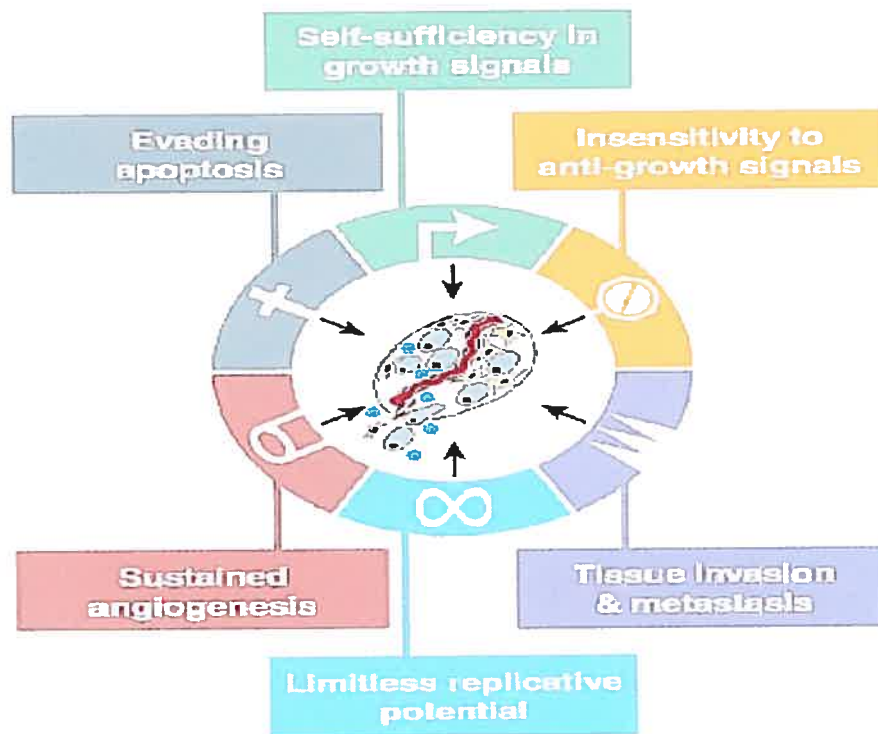 Self-sufficiency in
growth signals
Evading
apoptosis
Insensitivity to
anti-growth signals
Sustained
angiogenesis
Tissue invasion
& metastasis
Limitless replicative
potential